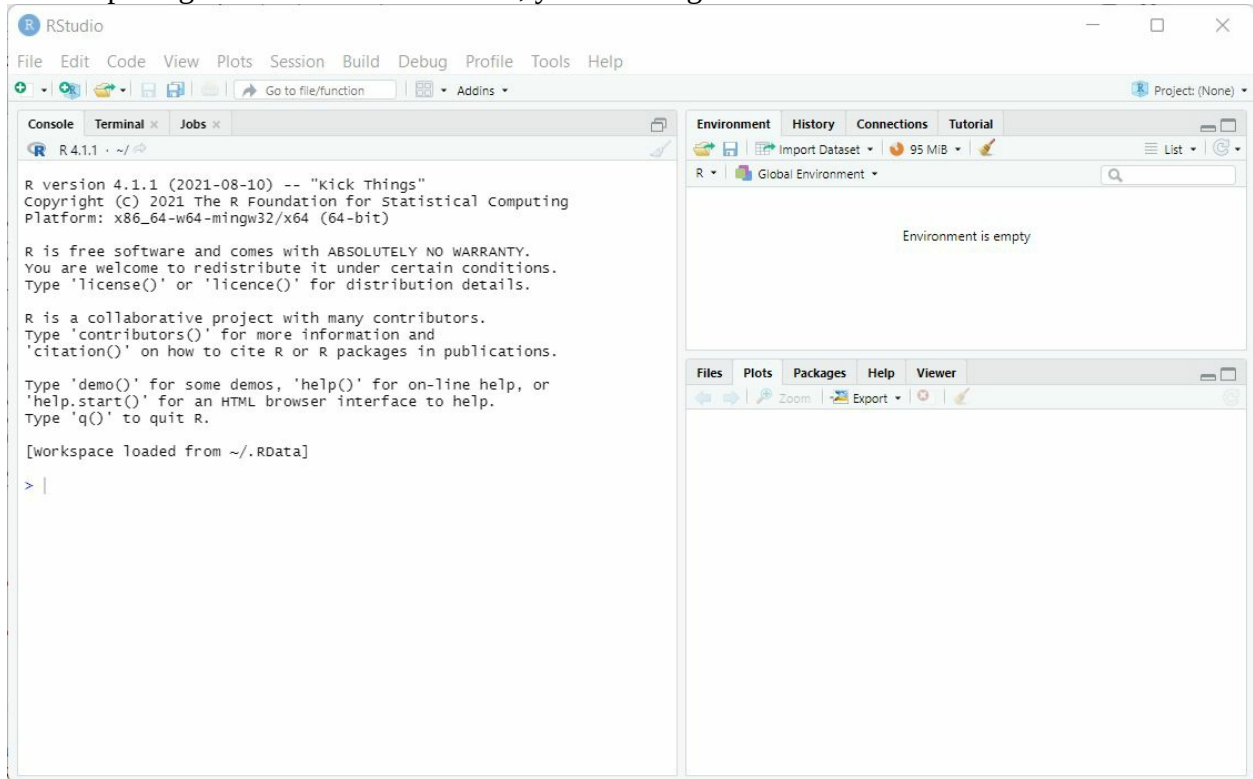 RStudio
File Edit Code View Plots Session Build Debug Profile Tools Help
Go to file/function Addins Project: (None)
Console Terminal Jobs
R 4.1.1 · ~/
R version 4.1.1 (2021-08-10) -- "Kick Things"
Copyright (C) 2021 The R Foundation for Statistical Computing
Platform: x86_64-w64-mingw32/x64 (64-bit)
R is free software and comes with ABSOLUTELY NO WARRANTY.
You are welcome to redistribute it under certain conditions.
Type 'license()' or 'licence()' for distribution details.
R is a collaborative project with many contributors.
Type 'contributors()' for more information and
'citation()' on how to cite R or R packages in publications.
Type 'demo()' for some demos, 'help()' for on-line help, or
'help.start()' for an HTML browser interface to help.
Type 'q()' to quit R.
[Workspace loaded from ~/.RData]
>
Environment History Connections Tutorial
Import Dataset 95 MiB List
R Global Environment
Environment is empty
Files Plots Packages Help Viewer
Zoom Export